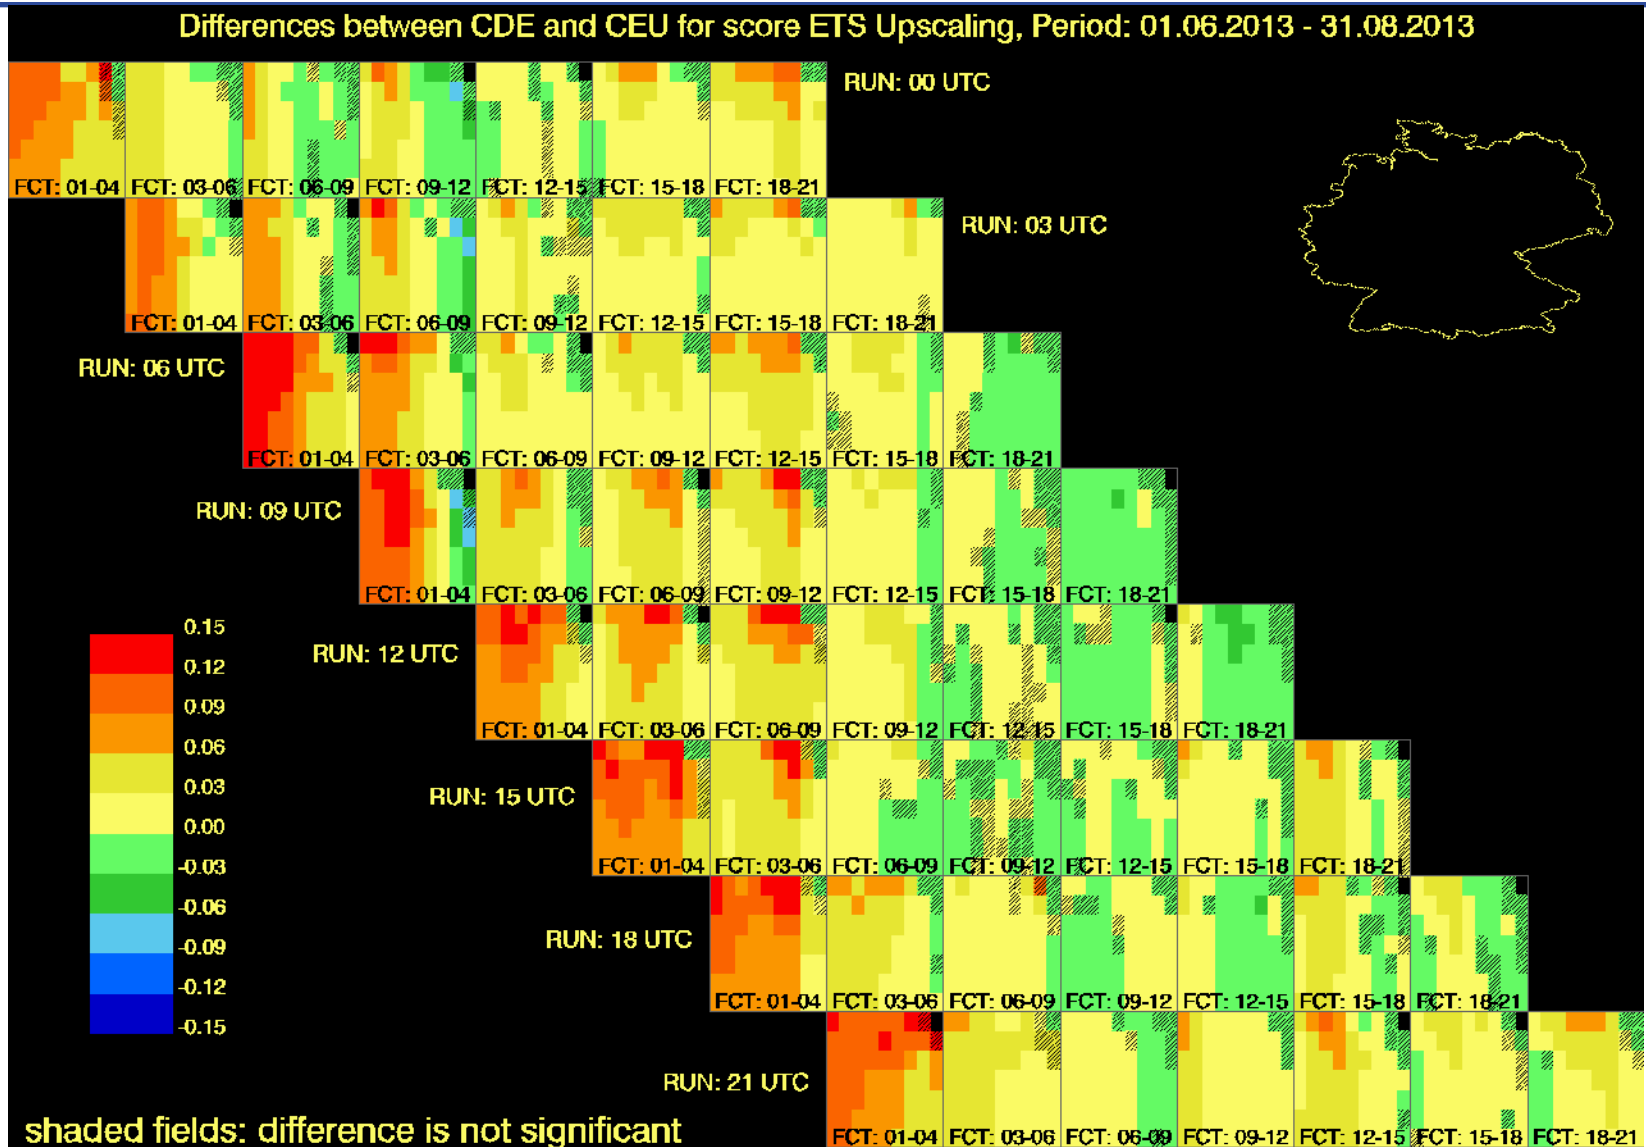 Differences between CDE and CEU for score ETS Upscaling, Period: 01.06.2013 - 31.08.2013
RUN: 00 UTC
FCT: 01-04 FCT: 03-06 FCT: 06-09 FCT: 09-12 FCT: 12-15 FCT: 15-18 FCT: 18-21
RUN: 03 UTC
FCT: 01-04 FCT: 03-06 FCT: 06-09 FCT: 09-12 FCT: 12-15 FCT: 15-18 FCT: 18-21
RUN: 06 UTC
FCT: 01-04 FCT: 03-06 FCT: 06-09 FCT: 09-12 FCT: 12-15 FCT: 15-18 FCT: 18-21
RUN: 09 UTC
FCT: 01-04 FCT: 03-06 FCT: 06-09 FCT: 09-12 FCT: 12-15 FCT: 15-18 FCT: 18-21
RUN: 12 UTC
FCT: 01-04 FCT: 03-06 FCT: 06-09 FCT: 09-12 FCT: 12-15 FCT: 15-18 FCT: 18-21
RUN: 15 UTC
FCT: 01-04 FCT: 03-06 FCT: 06-09 FCT: 09-12 FCT: 12-15 FCT: 15-18 FCT: 18-21
RUN: 18 UTC
FCT: 01-04 FCT: 03-06 FCT: 06-09 FCT: 09-12 FCT: 12-15 FCT: 15-18 FCT: 18-21
RUN: 21 UTC
FCT: 01-04 FCT: 03-06 FCT: 06-09 FCT: 09-12 FCT: 12-15 FCT: 15-18 FCT: 18-21
0.15
0.12
0.09
0.06
0.03
0.00
-0.03
-0.06
-0.09
-0.12
-0.15
shaded fields: difference is not significant